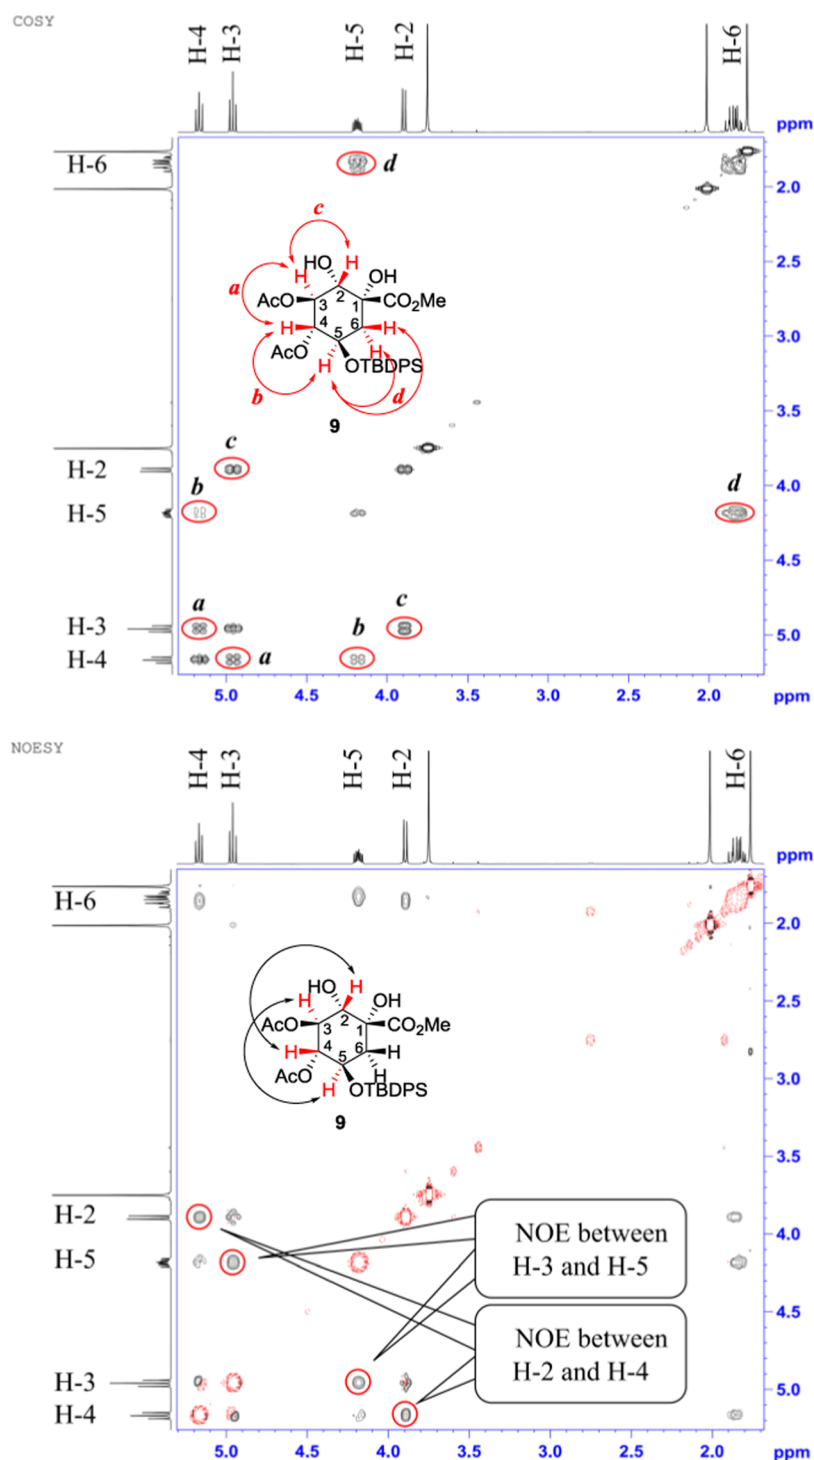 COSY
H-4
H-3
H-5
H-2
H-6
ppm
H-6
d
2.0
c
2.5
HO
H
OH
H
a
AcO
3
2
1
CO₂Me
3.0
H
4
6
H
5
AcO
H
H
OTBDPS
b
d
3.5
9
c
H-2
b
d
4.0
H-5
4.5
a
c
b
H-3
5.0
H-4
a
5.0
4.5
4.0
3.5
3.0
2.5
2.0
ppm
NOESY
H-4
H-3
H-5
H-2
H-6
ppm
H-6
2.0
2.5
HO
H
OH
H
AcO
3
2
1
CO₂Me
H
4
6
H
5
AcO
H
H
OTBDPS
3.0
9
3.5
H-2
NOE between
4.0
H-5
H-3 and H-5
4.5
NOE between
H-2 and H-4
H-3
5.0
H-4
5.0
4.5
4.0
3.5
3.0
2.5
2.0
ppm